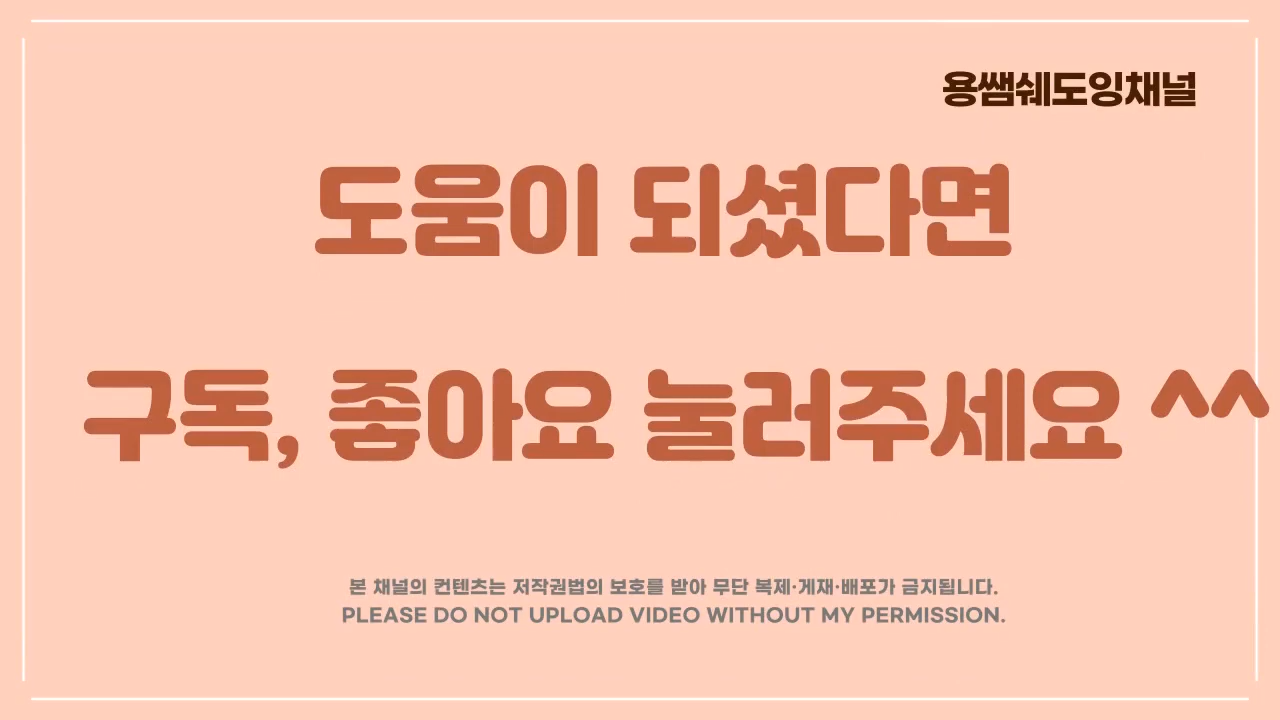 용쌤쉐도잉채널
도움이 되셨다면
구독, 좋아요 눌러주세요 ^^
본 채널의 컨텐츠는 저작권법의 보호를 받아 무단 복제·게재·배포가 금지됩니다.
PLEASE DO NOT UPLOAD VIDEO WITHOUT MY PERMISSION.